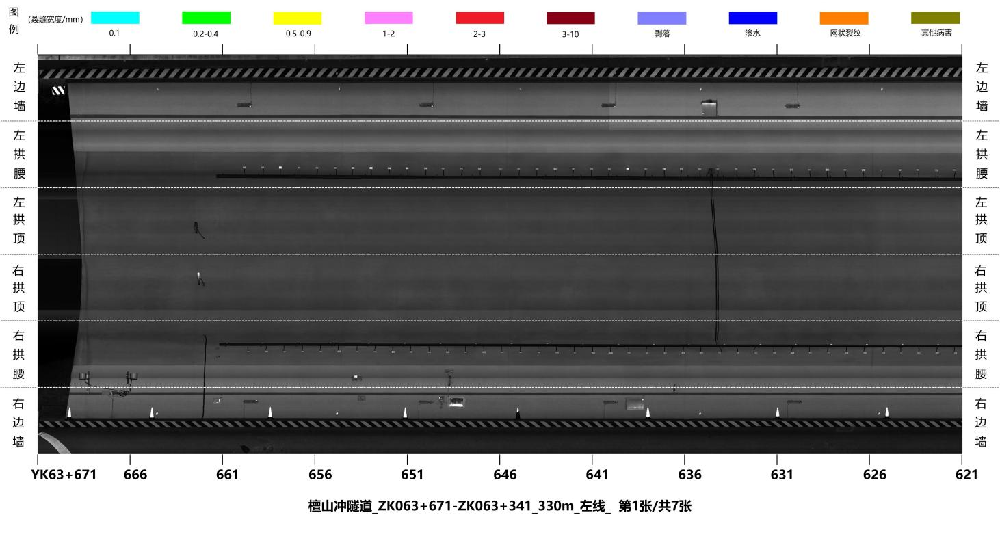 图例 (裂缝宽度/mm)
0.1 0.2-0.4 0.5-0.9 1-2 2-3 3-10 剥落 渗水 网状裂纹 其他病害
左边墙 左边墙
左拱腰 左拱腰
左拱顶 左拱顶
右拱顶 右拱顶
右拱腰 右拱腰
右边墙 右边墙
YK63+671 666 661 656 651 646 641 636 631 626 621
檀山冲隧道_ZK063+671-ZK063+341_330m_左线_ 第1张/共7张